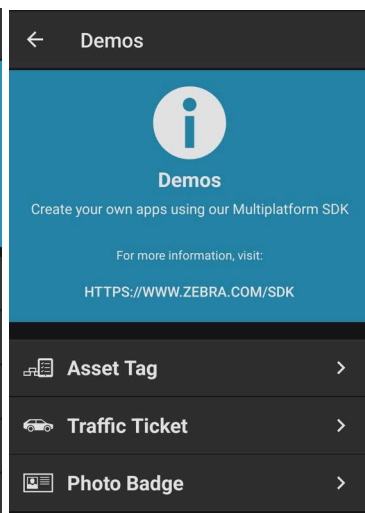 Demos
Demos
Create your own apps using our Multiplatform SDK
For more information, visit:
HTTPS://WWW.ZEBRA.COM/SDK
Asset Tag
Traffic Ticket
Photo Badge